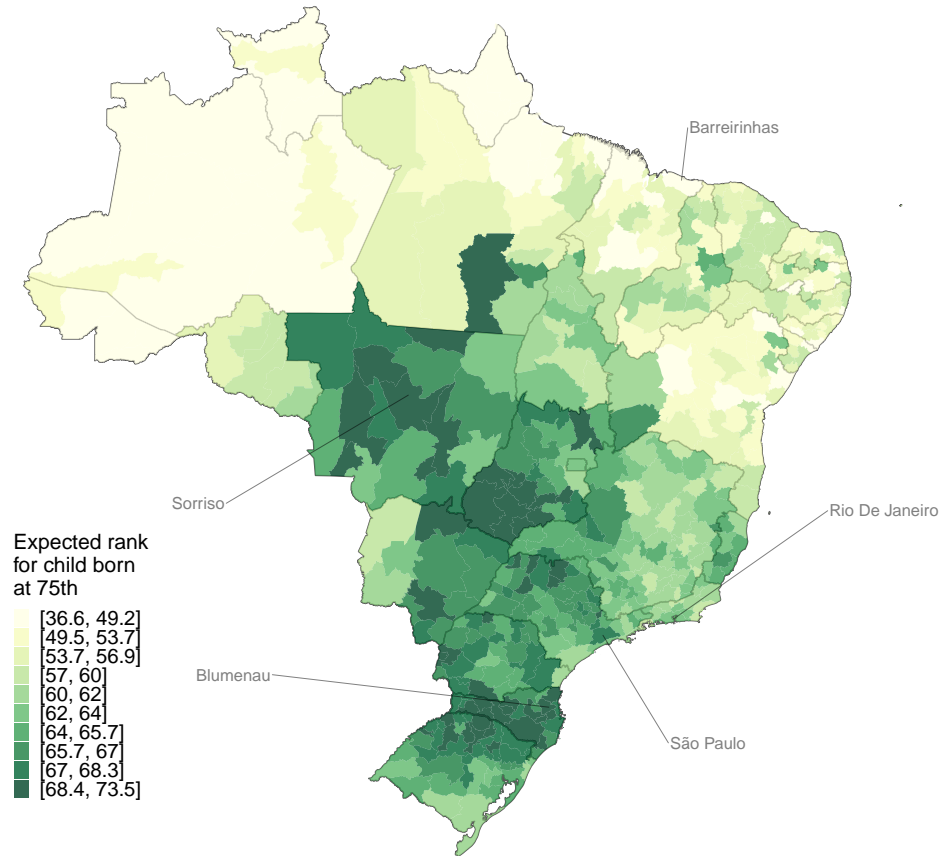 Barreirinhas
Sorriso
Rio De Janeiro
Expected rank
for child born
at 75th
[36.6, 49.2]
[49.5, 53.7]
[53.7, 56.9]
[57, 60]
[60, 62]
[62, 64]
[64, 65.7]
[65.7, 67]
[67, 68.3]
[68.4, 73.5]
Blumenau
São Paulo